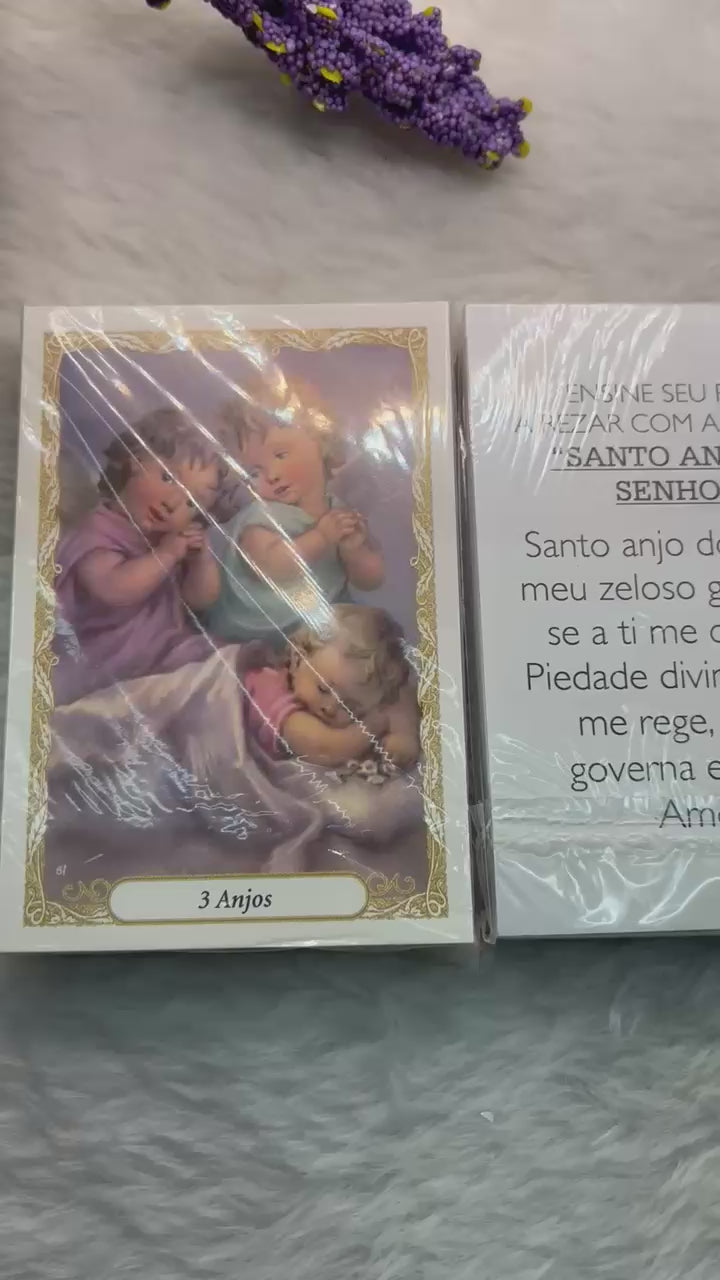 3 Anjos
61
ENSINE SEU
A REZAR COM A
"SANTO AN
SENHO
Santo anjo do
meu zeloso g
se a ti me
Piedade divin
me rege,
governa e
Am